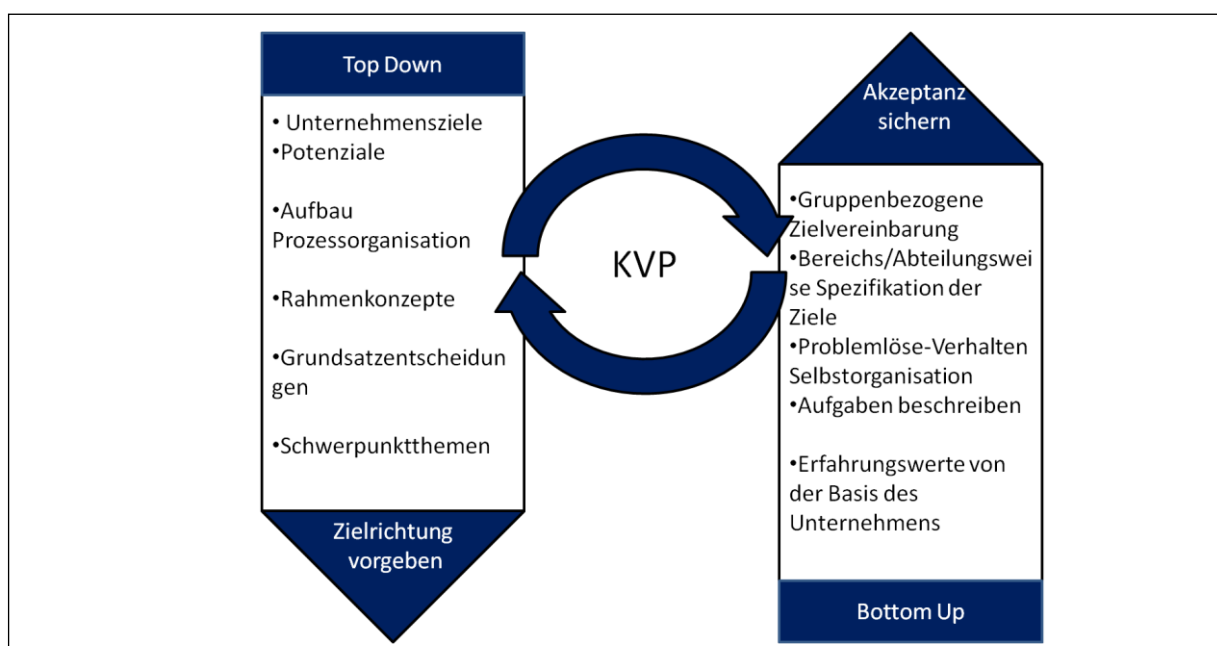 Top Down
• Unternehmensziele
•Potenziale
•Aufbau
Prozessorganisation
•Rahmenkonzepte
•Grundsatzentscheidun
gen
•Schwerpunktthemen
Zielrichtung
vorgeben
KVP
Akzeptanz
sichern
•Gruppenbezogene
Zielvereinbarung
•Bereichs/Abteilungswei
se Spezifikation der
Ziele
•Problemlöse-Verhalten
Selbstorganisation
•Aufgaben beschreiben
•Erfahrungswerte von
der Basis des
Unternehmens
Bottom Up